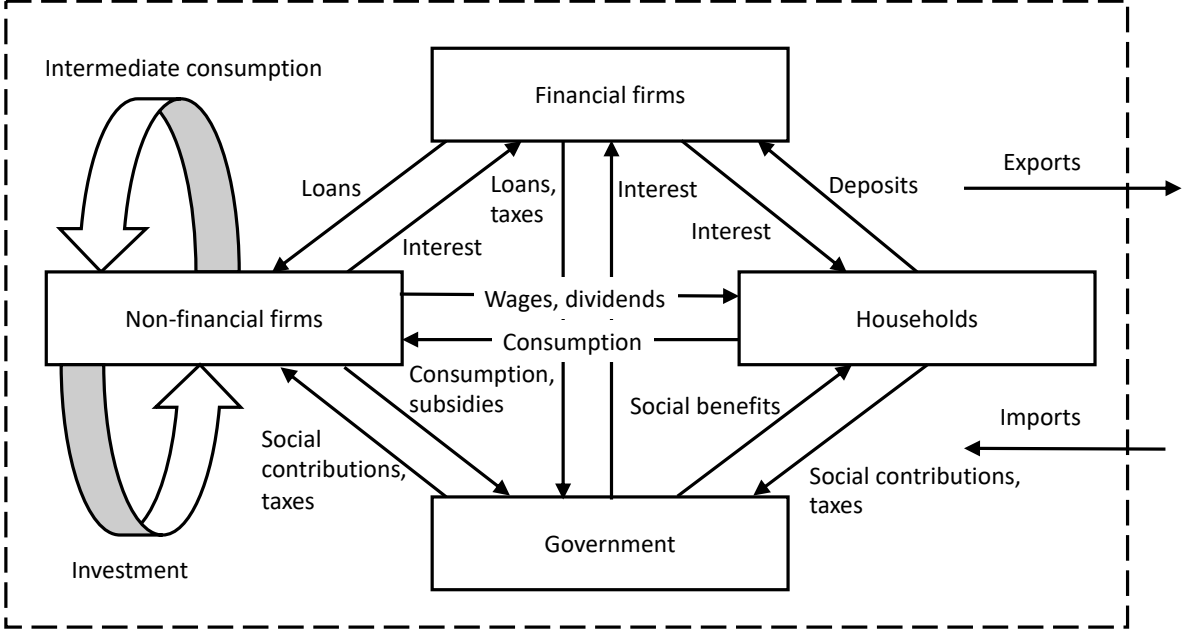 Intermediate consumption
Financial firms
Exports
Loans
Loans,
taxes
Interest
Deposits
Interest
Interest
Non-financial firms
Wages, dividends
Households
Consumption
Consumption,
subsidies
Social benefits
Imports
Social
contributions,
taxes
Social contributions,
taxes
Government
Investment